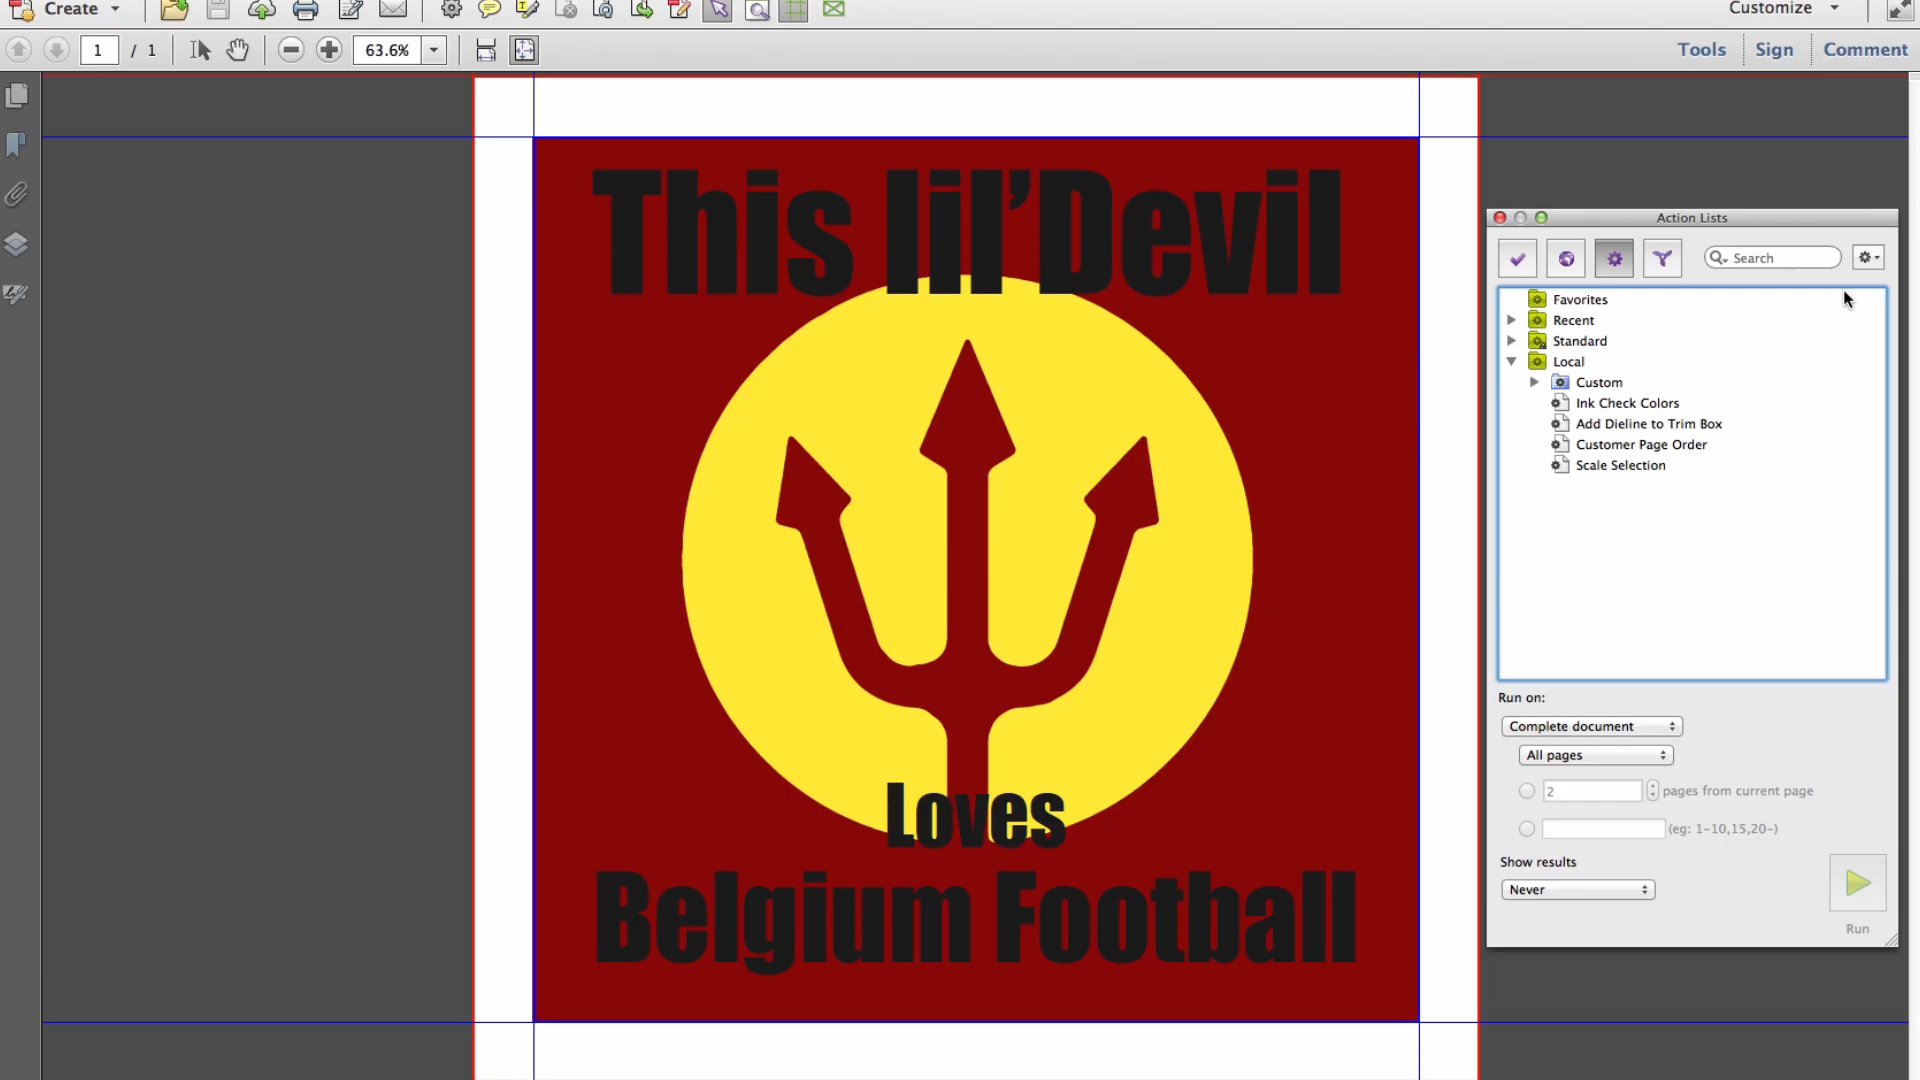 Create
Customize
1 / 1
63.6%
Tools
Sign
Comment
This lil’Devil
Loves
Belgium Football
Action Lists
Search
Favorites
Recent
Standard
Local
Custom
Ink Check Colors
Add Dieline to Trim Box
Customer Page Order
Scale Selection
Run on:
Complete document
All pages
2 pages from current page
(eg: 1-10,15,20-)
Show results
Never
Run